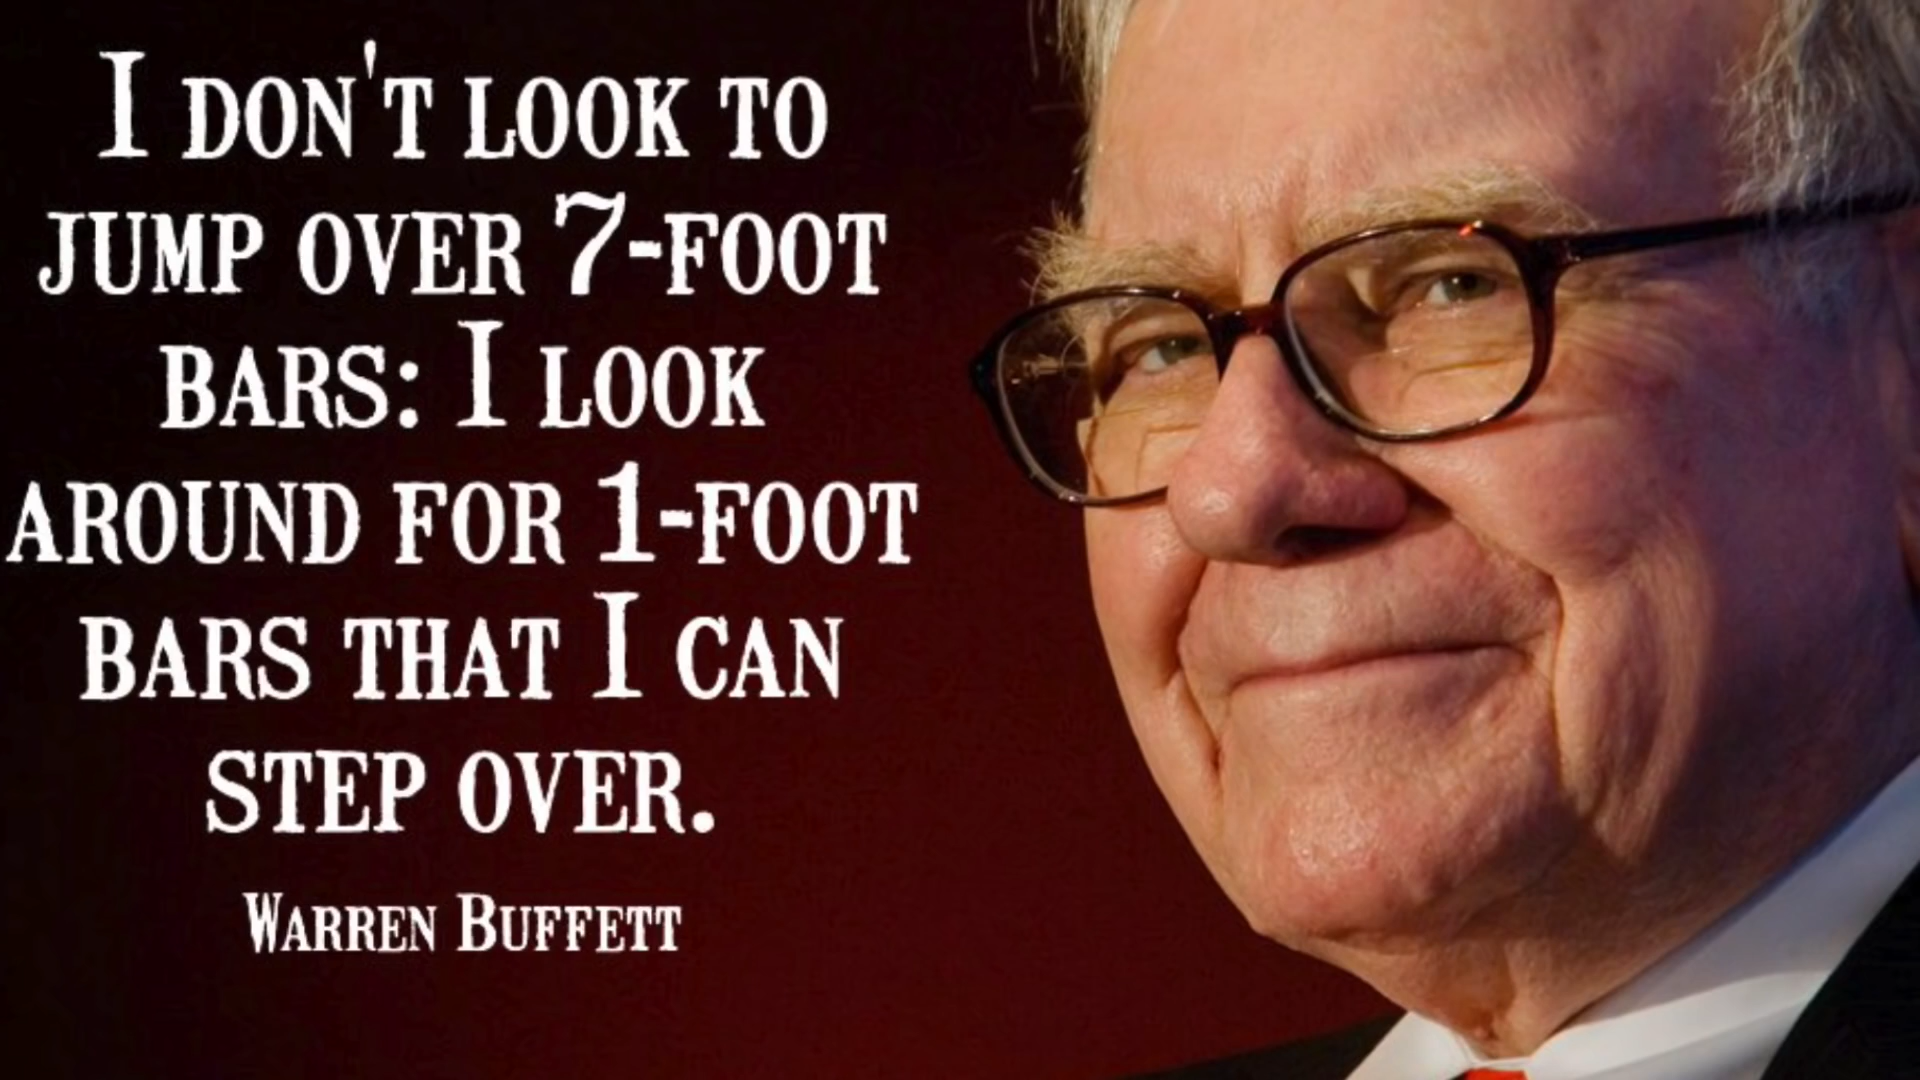 I DON'T LOOK TO
JUMP OVER 7-FOOT
BARS: I LOOK
AROUND FOR 1-FOOT
BARS THAT I CAN
STEP OVER.
WARREN BUFFETT